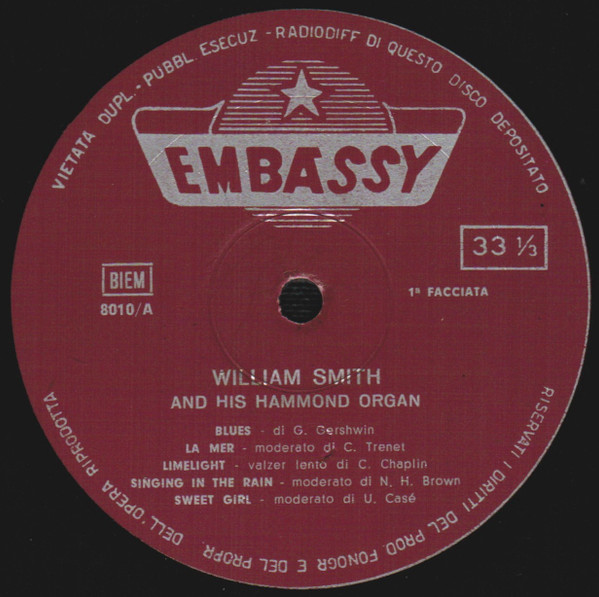 VIETATA DUPL. - PUBBL ESECUZ - RADIODIFF DI QUESTO DISCO DEPOSITATO
EMBASSY
33 ⅓
BIEM
8010/A
1ª FACCIATA
WILLIAM SMITH
AND HIS HAMMOND ORGAN
BLUES - di G. Gershwin
LA MER - moderato di C. Trenet
LIMELIGHT - valzer lento di C. Chaplin
SINGING IN THE RAIN - moderato di N. H. Brown
SWEET GIRL - moderato di U. Casé
RISERVATI I DIRITTI DEL PROD. FONOGR E DEL PROPR. DELL'OPERA RIPRODOTTA